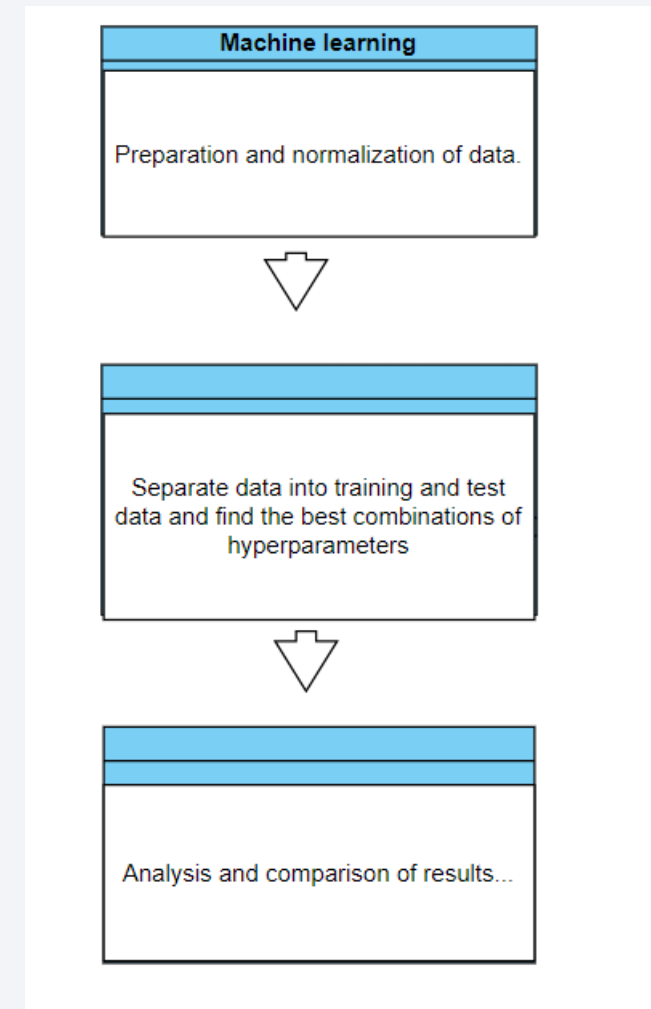 Machine learning
Preparation and normalization of data.
Separate data into training and test
data and find the best combinations of
hyperparameters
Analysis and comparison of results...